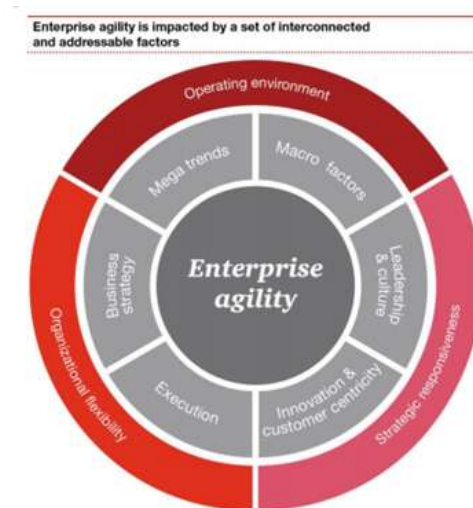 Enterprise agility is impacted by a set of interconnected
and addressable factors
Operating environment
Mega trends
Macro factors
Business
strategy
Leadership
& culture
Enterprise
agility
Organizational flexibility
Strategic responsiveness
Execution
Innovation &
customer centricity